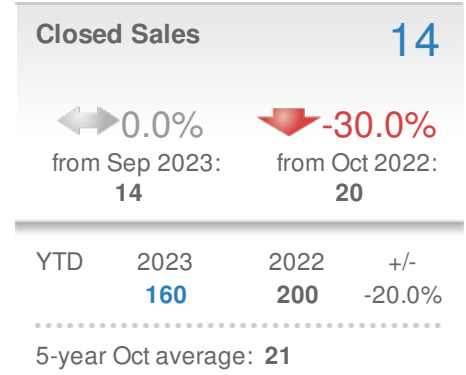 Closed Sales 14
0.0% -30.0%
from Sep 2023: from Oct 2022:
14 20
YTD 2023 2022 +/-
160 200 -20.0%
5-year Oct average: 21